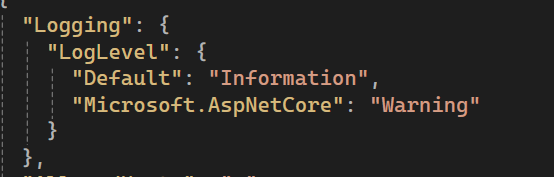 {
"Logging": {
"LogLevel": {
"Default": "Information",
"Microsoft.AspNetCore": "Warning"
}
},